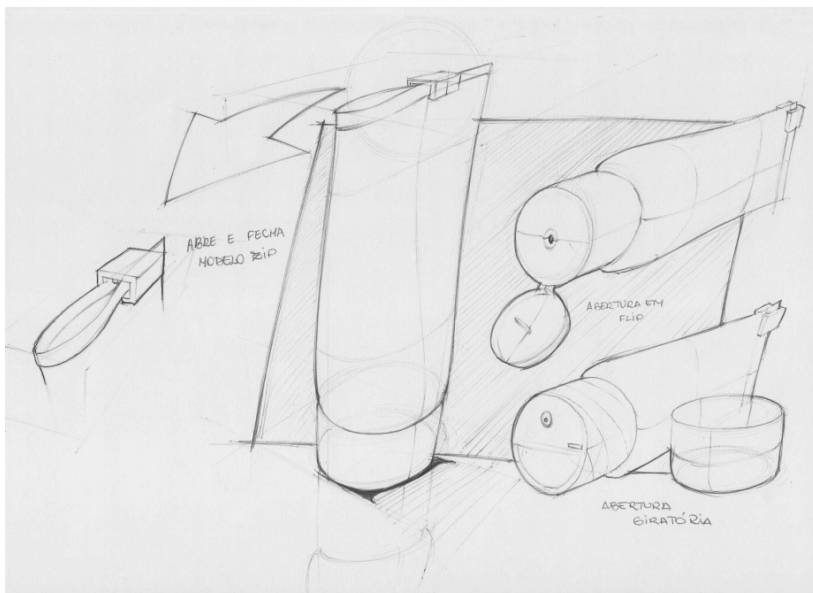 ABRE E FECHA
MODELO ZIP
ABERTURA EM
FLIP
ABERTURA
GIRATÓRIA